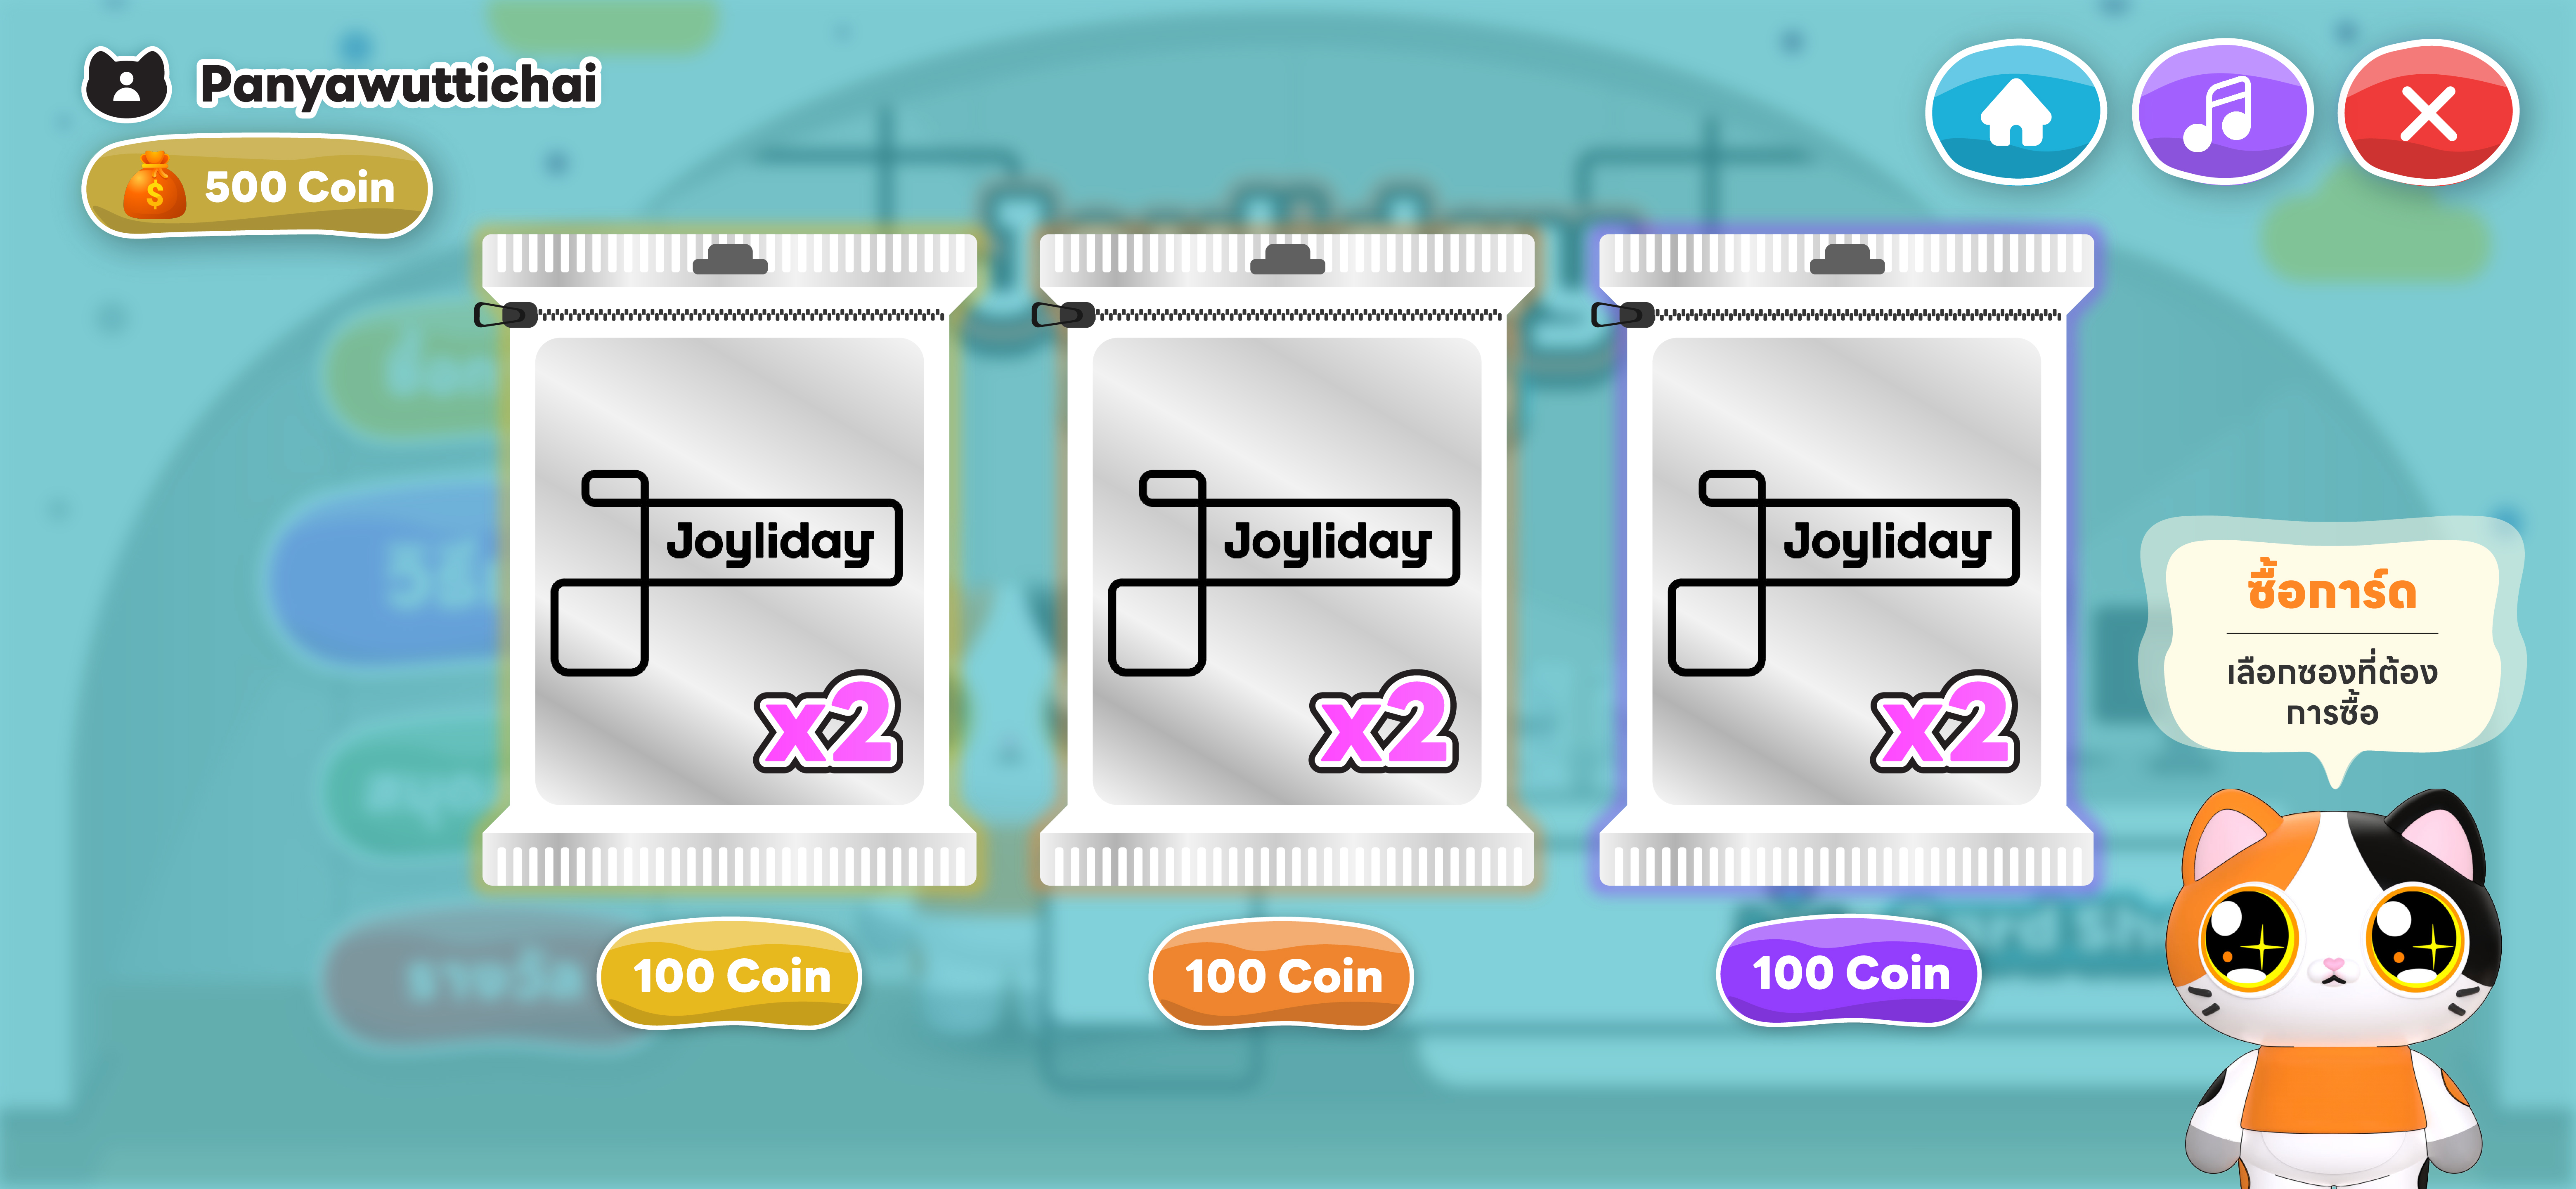 Panyawuttichai
500 Coin
Joyliday
x2
Joyliday
x2
Joyliday
x2
100 Coin
100 Coin
100 Coin
ซื้อการ์ด
เลือกซองที่ต้อง
การซื้อ